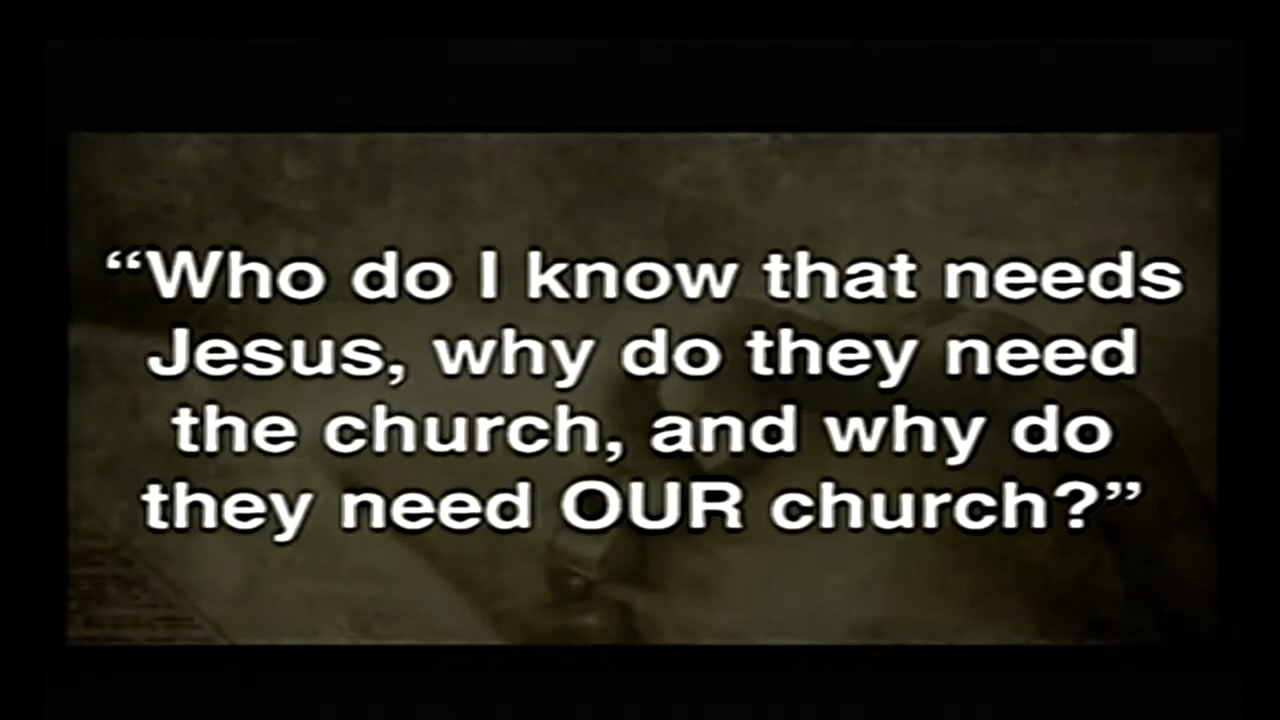 “Who do I know that needs
Jesus, why do they need
the church, and why do
they need OUR church?”